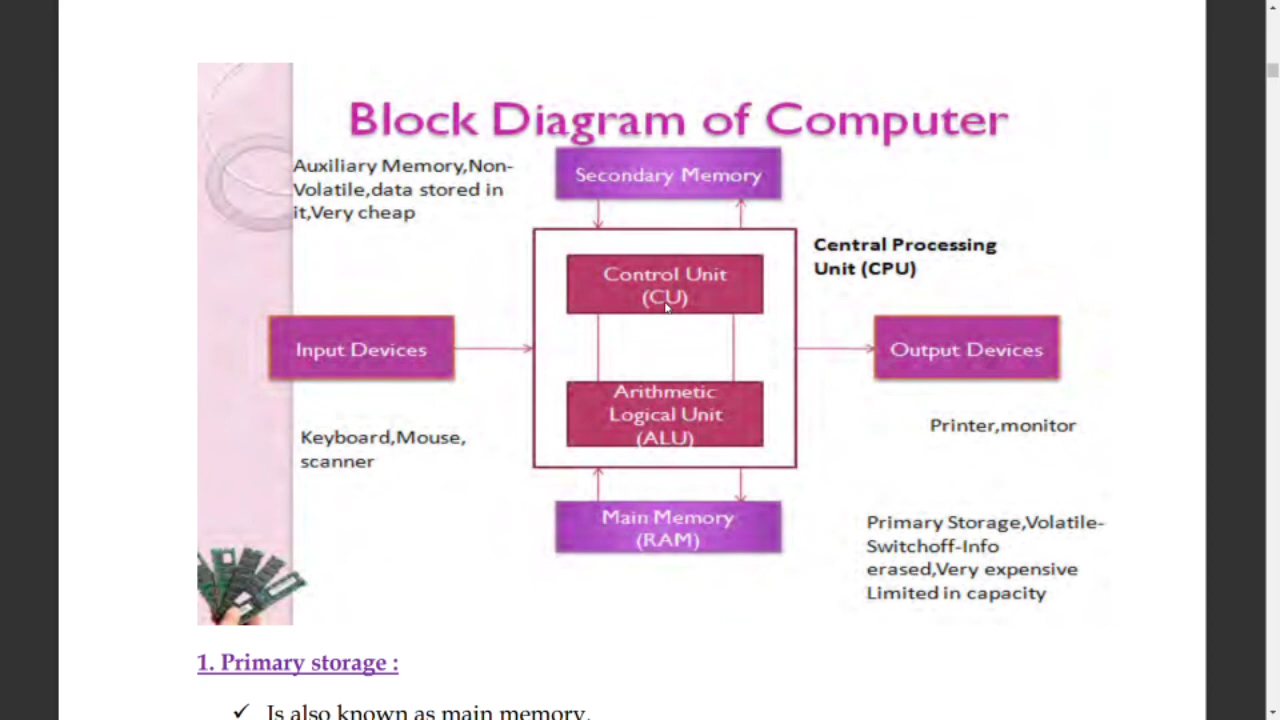 Block Diagram of Computer
Auxiliary Memory,Non-
Volatile,data stored in
it,Very cheap
Secondary Memory
Central Processing
Unit (CPU)
Control Unit
(CU)
Input Devices
Output Devices
Arithmetic
Logical Unit
(ALU)
Keyboard,Mouse,
scanner
Printer,monitor
Main Memory
(RAM)
Primary Storage,Volatile-
Switchoff-Info
erased,Very expensive
Limited in capacity
1. Primary storage :
✓ Is also known as main memory.